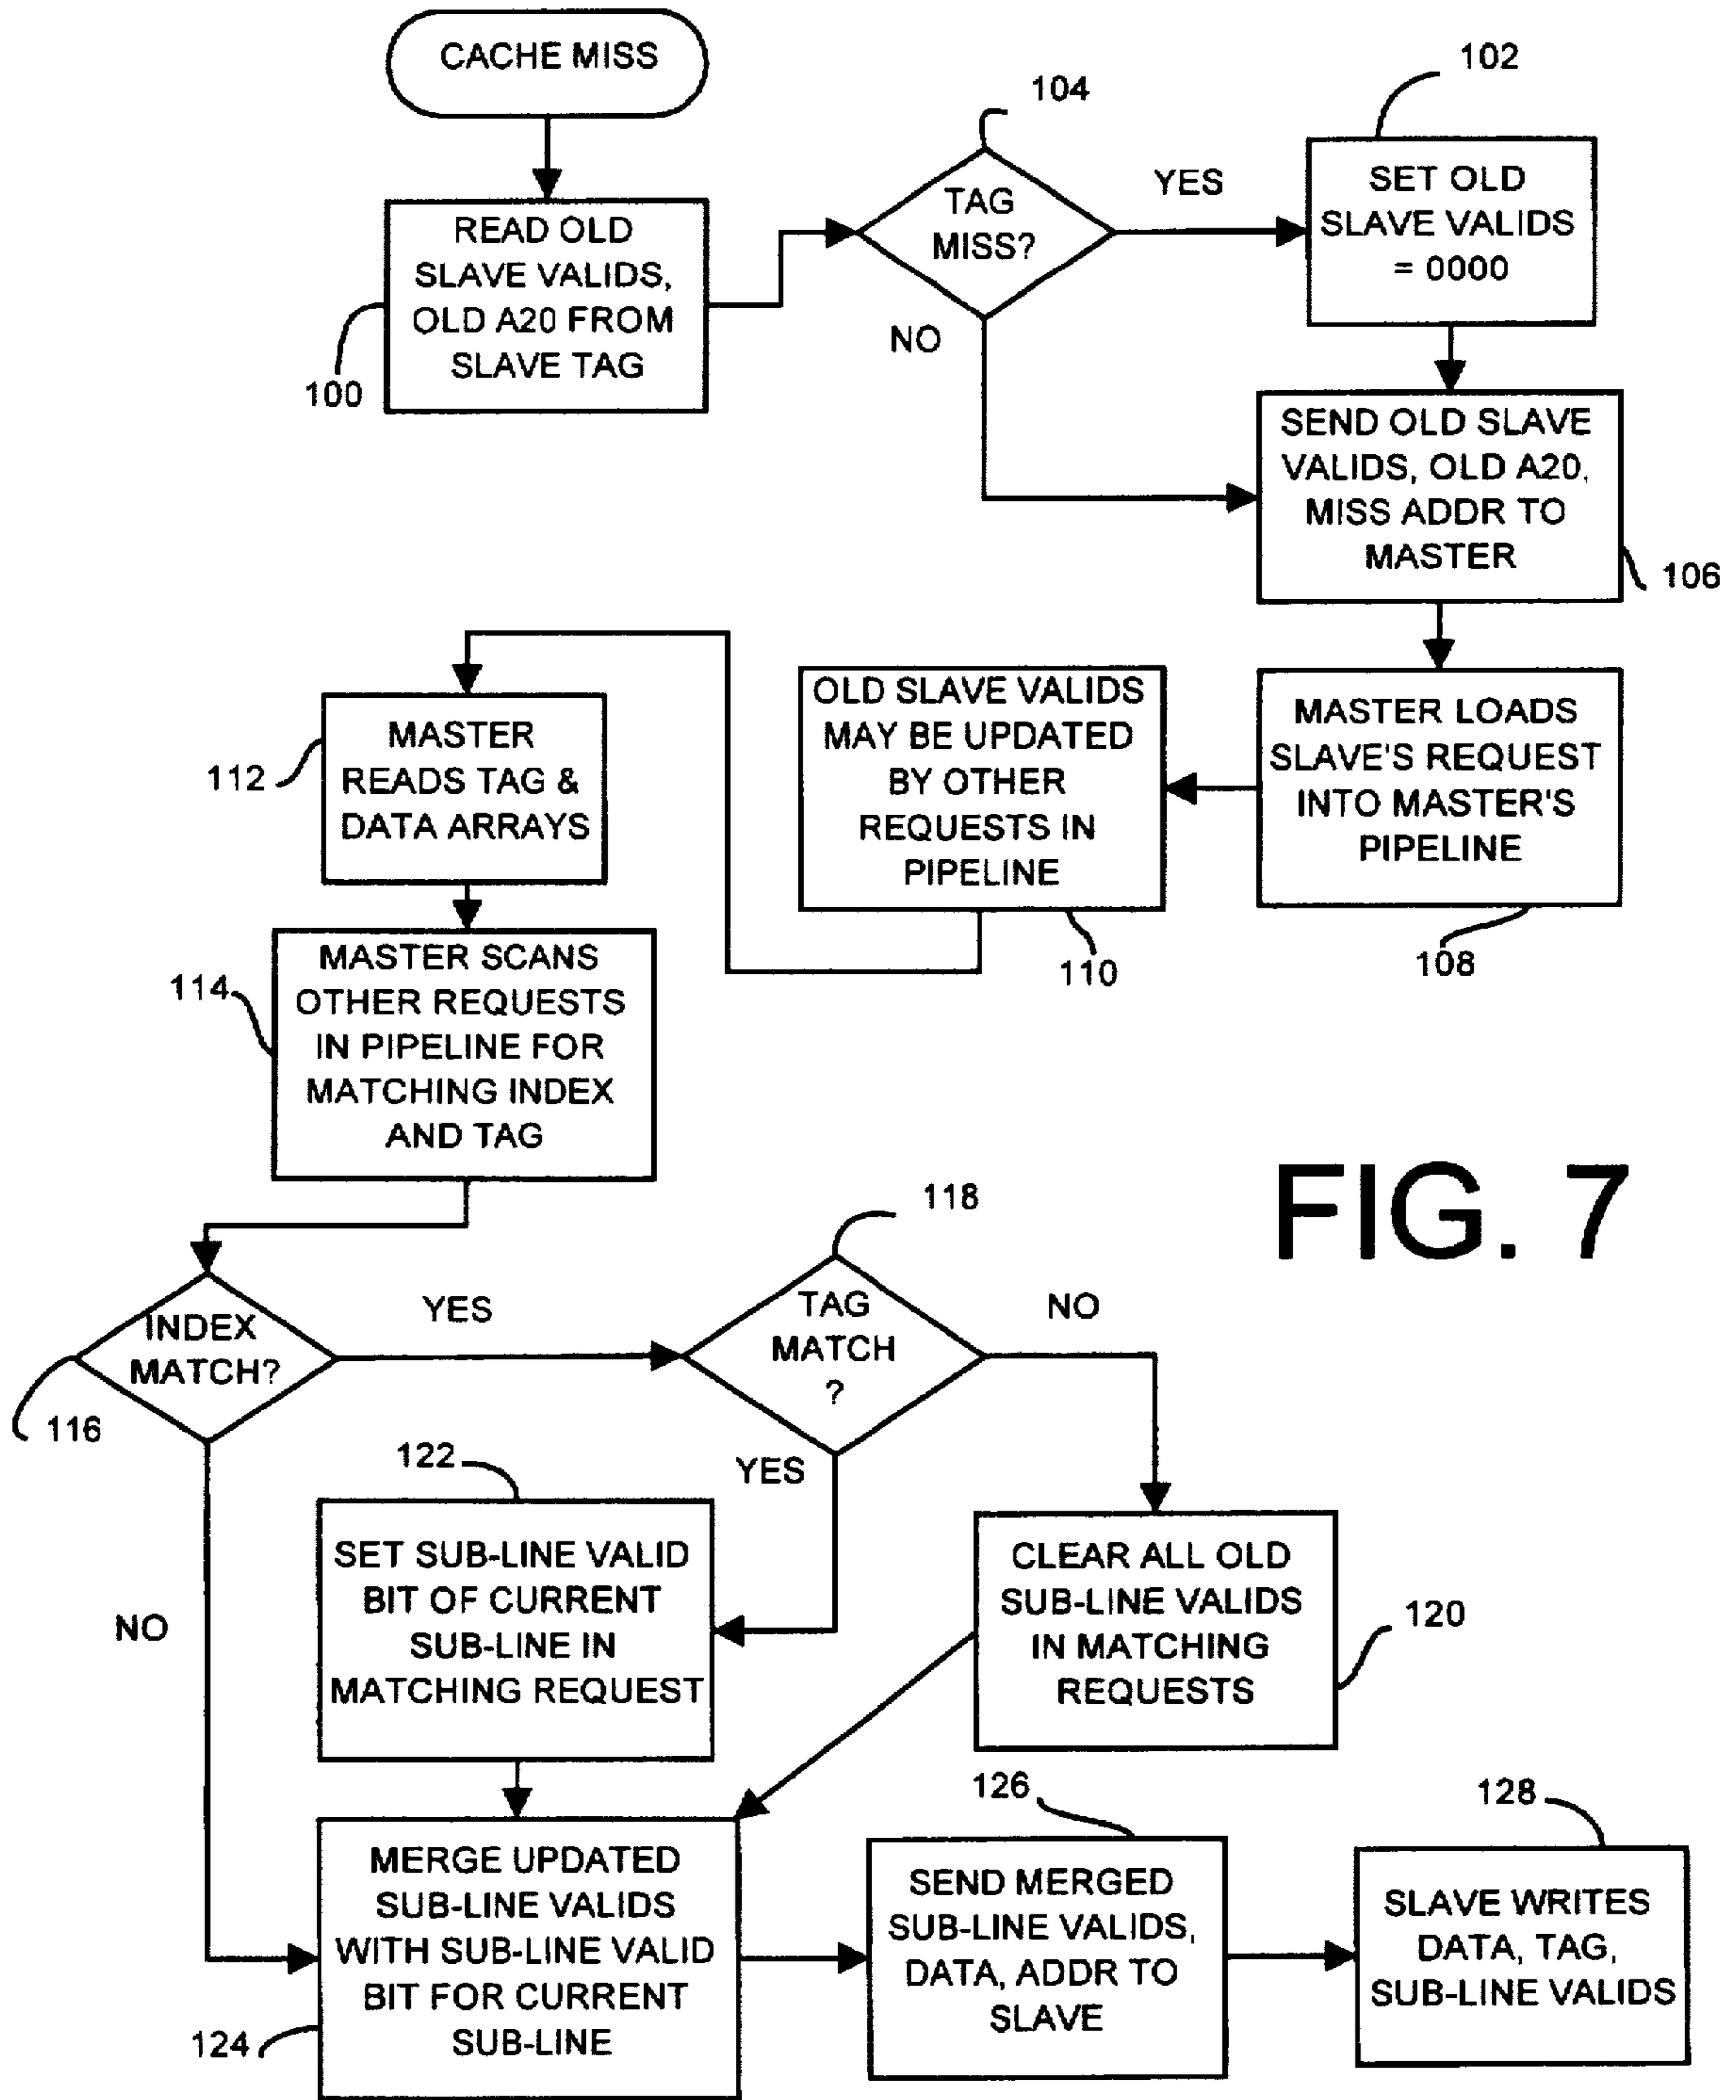 CACHE MISS
READ OLD
SLAVE VALIDS,
OLD A20 FROM
SLAVE TAG
100
104
TAG
MISS?
YES
NO
102
SET OLD
SLAVE VALIDS
= 0000
SEND OLD SLAVE
VALIDS, OLD A20,
MISS ADDR TO
MASTER
106
MASTER LOADS
SLAVE'S REQUEST
INTO MASTER'S
PIPELINE
108
OLD SLAVE VALIDS
MAY BE UPDATED
BY OTHER
REQUESTS IN
PIPELINE
110
112
MASTER
READS TAG &
DATA ARRAYS
114
MASTER SCANS
OTHER REQUESTS
IN PIPELINE FOR
MATCHING INDEX
AND TAG
FIG. 7
INDEX
MATCH?
116
YES
NO
118
TAG
MATCH
?
NO
YES
122
SET SUB-LINE VALID
BIT OF CURRENT
SUB-LINE IN
MATCHING REQUEST
CLEAR ALL OLD
SUB-LINE VALIDS
IN MATCHING
REQUESTS
120
MERGE UPDATED
SUB-LINE VALIDS
WITH SUB-LINE VALID
BIT FOR CURRENT
SUB-LINE
124
126
SEND MERGED
SUB-LINE VALIDS,
DATA, ADDR TO
SLAVE
128
SLAVE WRITES
DATA, TAG,
SUB-LINE VALIDS